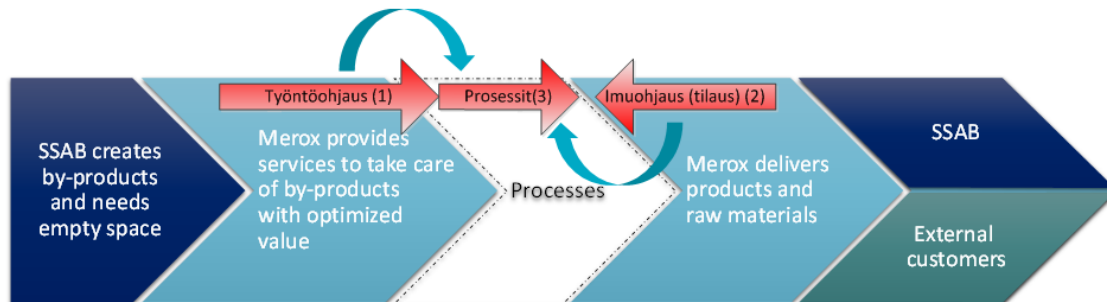 SSAB creates
by-products
and needs
empty space
Työntöohjaus (1)
Merox provides
services to take care
of by-products
with optimized
value
Prosessit(3)
Processes
Imuohjaus (tilaus) (2)
Merox delivers
products and
raw materials
SSAB
External
customers